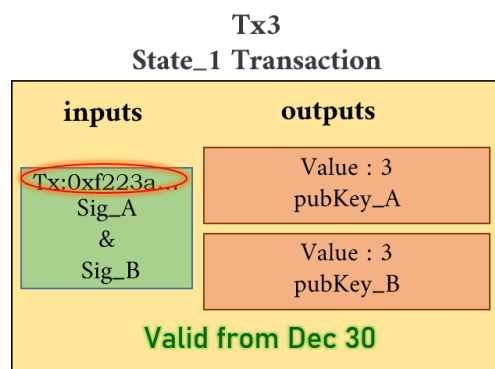 Tx3
State_1 Transaction
inputs
outputs
Tx:0xf223a...
Sig_A
&
Sig_B
Value : 3
pubKey_A
Value : 3
pubKey_B
Valid from Dec 30